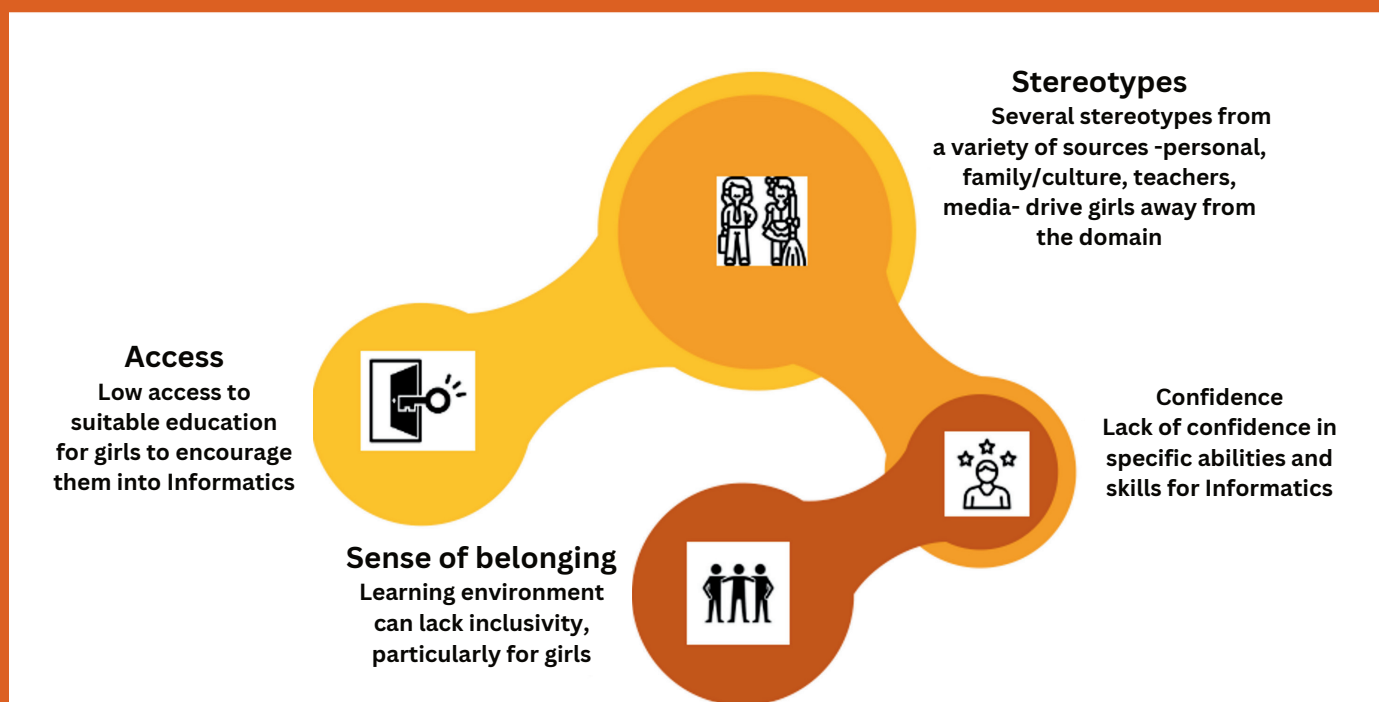 Stereotypes
Several stereotypes from
a variety of sources -personal,
family/culture, teachers,
media- drive girls away from
the domain
Access
Low access to
suitable education
for girls to encourage
them into Informatics
Confidence
Lack of confidence in
specific abilities and
skills for Informatics
Sense of belonging
Learning environment
can lack inclusivity,
particularly for girls